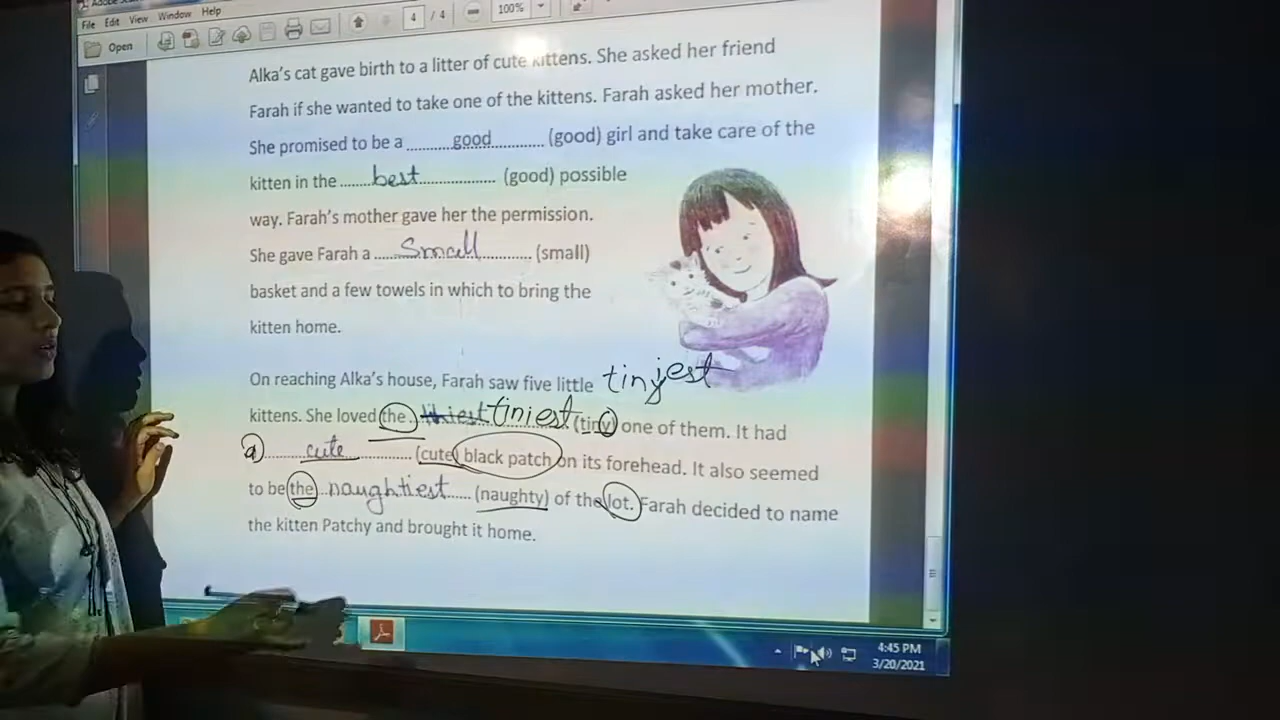 File Edit View Window Help
Open 4 / 4 100%
Alka's cat gave birth to a litter of cute kittens. She asked her friend
Farah if she wanted to take one of the kittens. Farah asked her mother.
She promised to be a ........good............ (good) girl and take care of the
kitten in the ........best.................. (good) possible
way. Farah's mother gave her the permission.
She gave Farah a ......Small............ (small)
basket and a few towels in which to bring the
kitten home.
On reaching Alka's house, Farah saw five little tinyest
kittens. She loved the tiniest (tiny) one of them. It had
a ........cute............ (cute) black patch on its forehead. It also seemed
to be the ..naughtiest..... (naughty) of the lot. Farah decided to name
the kitten Patchy and brought it home.
4:45 PM
3/20/2021